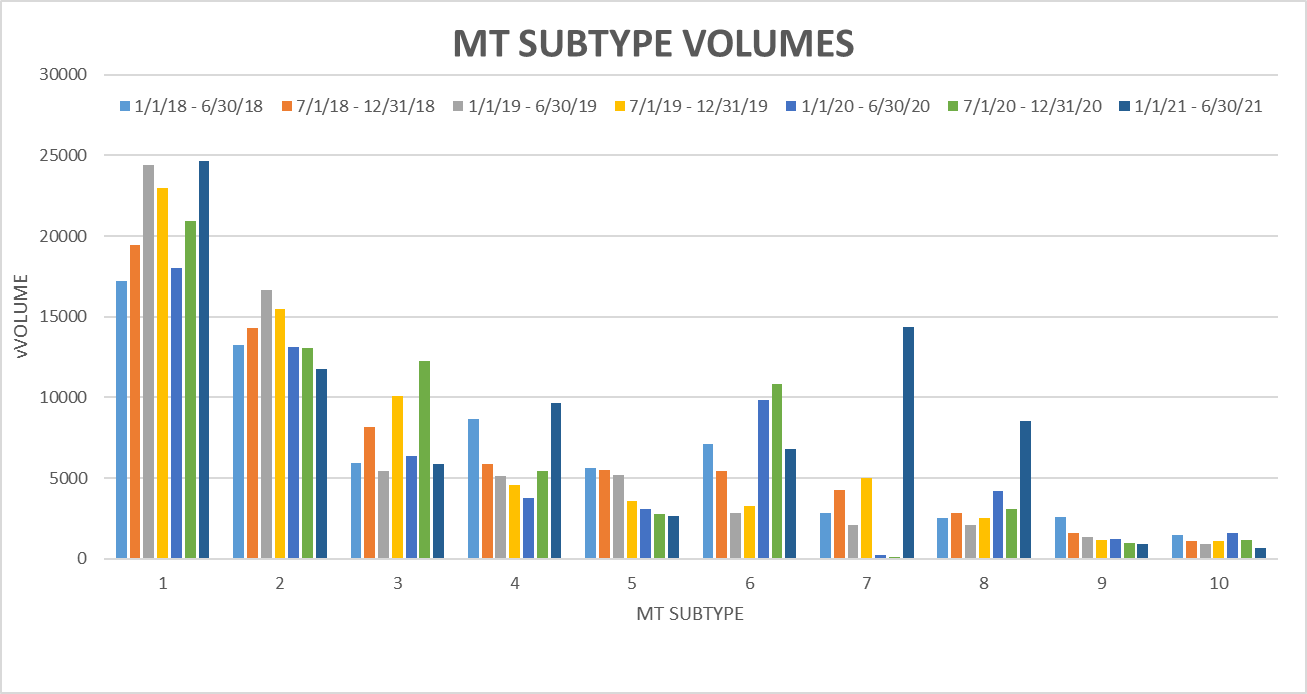 MT SUBTYPE VOLUMES
30000
1/1/18 - 6/30/18 7/1/18 - 12/31/18 1/1/19 - 6/30/19 7/1/19 - 12/31/19 1/1/20 - 6/30/20 7/1/20 - 12/31/20 1/1/21 - 6/30/21
25000
20000
15000
10000
5000
0
vVOLUME
1 2 3 4 5 6 7 8 9 10
MT SUBTYPE